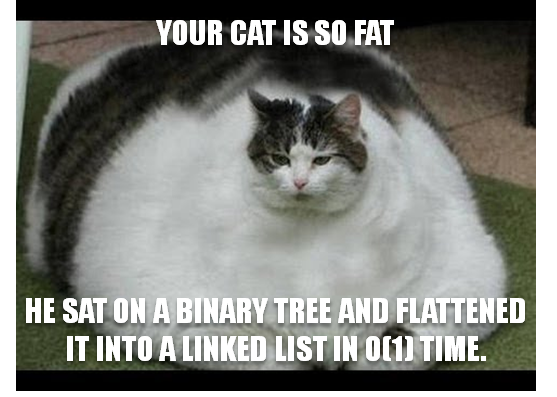 YOUR CAT IS SO FAT
HE SAT ON A BINARY TREE AND FLATTENED
IT INTO A LINKED LIST IN O(1) TIME.